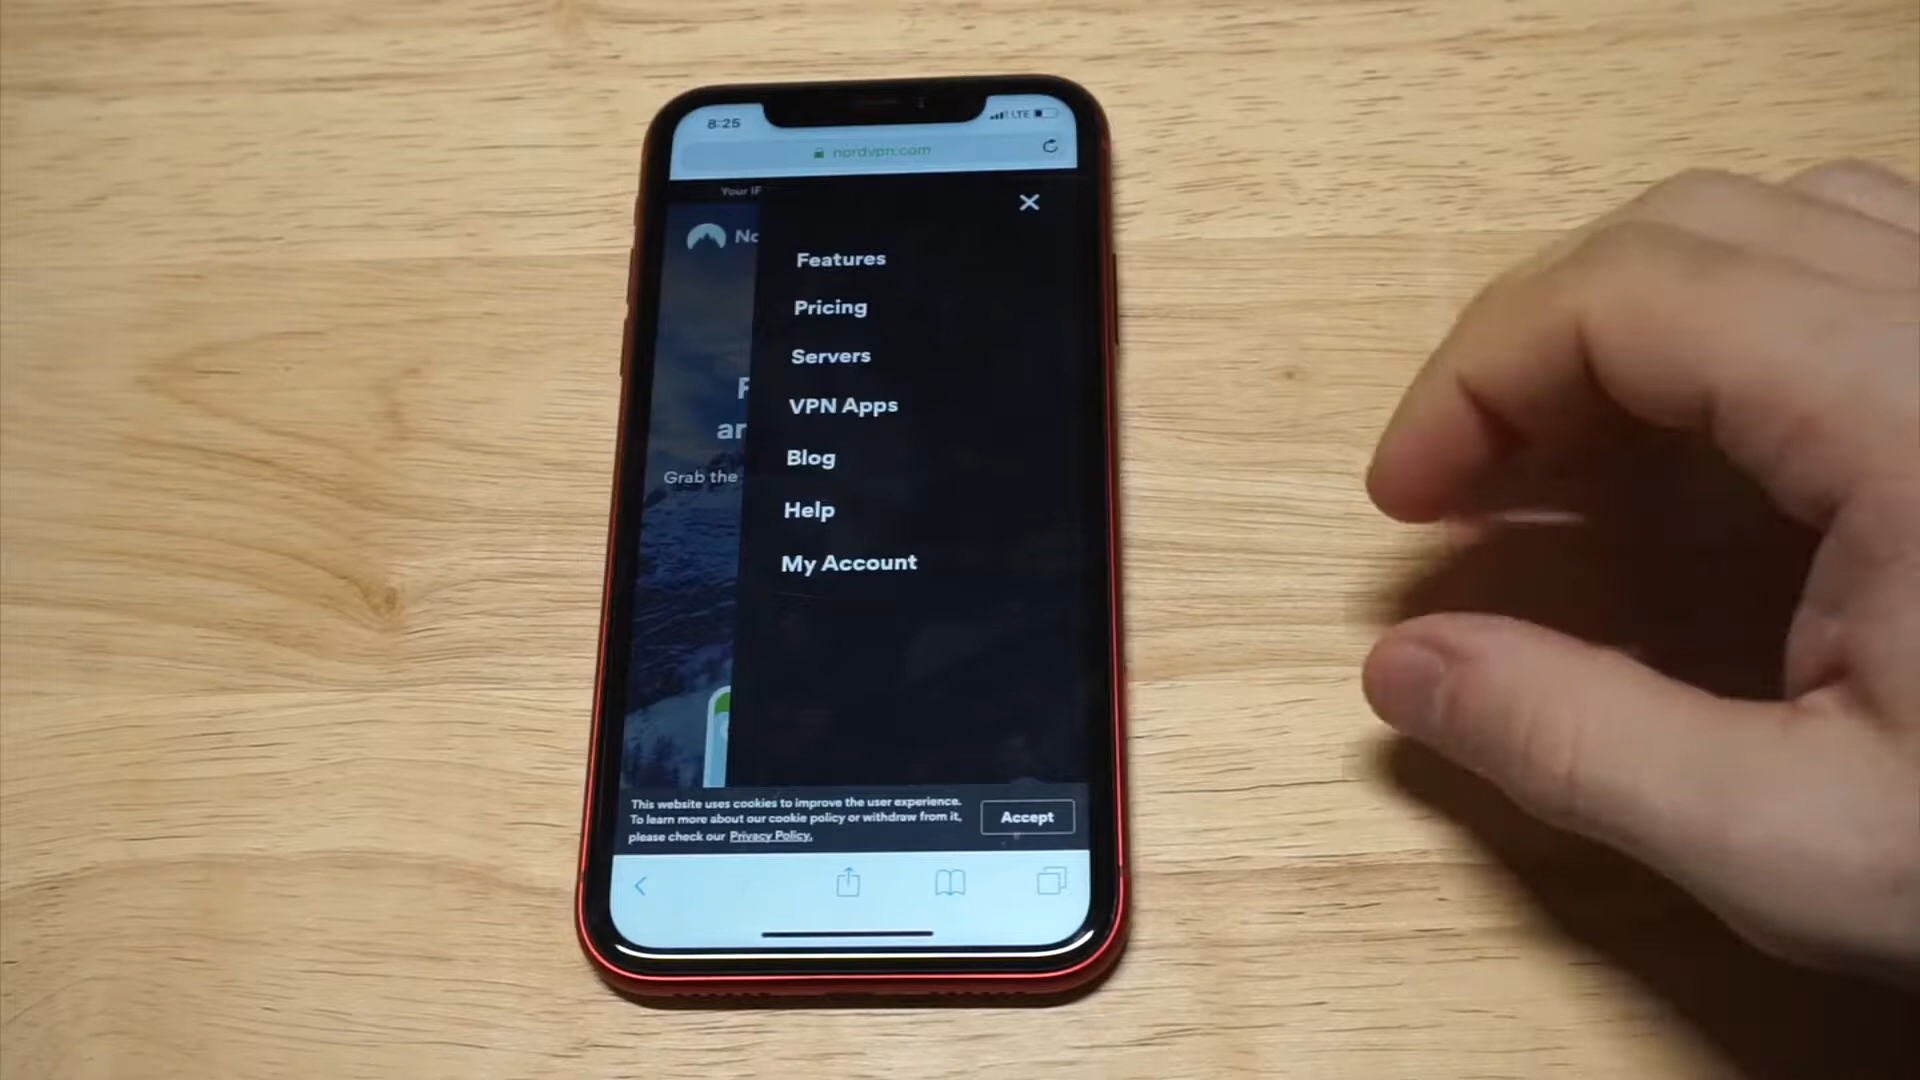 8:25
LTE
nordvpn.com
Your IP
No
Features
Pricing
Servers
VPN Apps
Blog
Help
My Account
F
an
Grab the
This website uses cookies to improve the user experience.
To learn more about our cookie policy or withdraw from it,
please check our Privacy Policy.
Accept